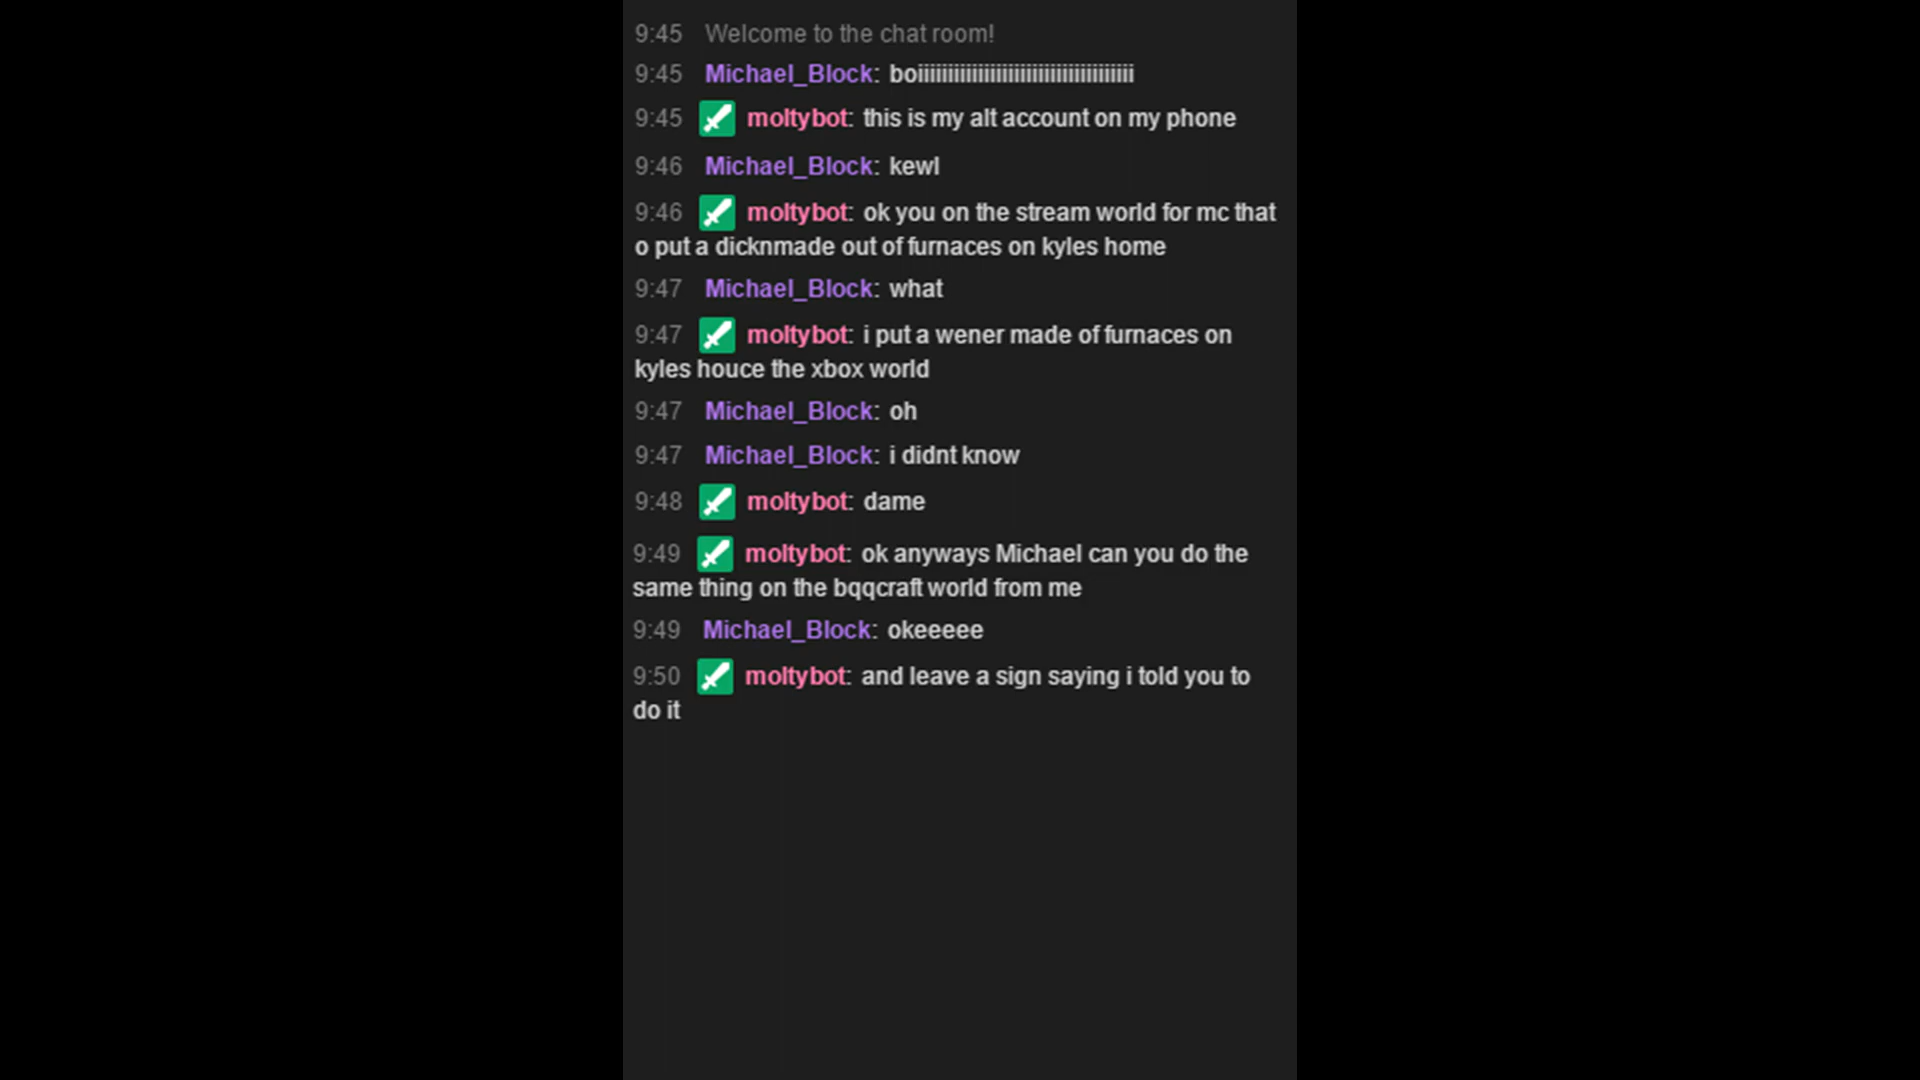 9:45 Welcome to the chat room!
9:45 Michael_Block: boiiiiiiiiiiiiiiiiiiiiiiiiiiiiiiiiiiii
9:45 moltybot: this is my alt account on my phone
9:46 Michael_Block: kewl
9:46 moltybot: ok you on the stream world for mc that
o put a dicknmade out of furnaces on kyles home
9:47 Michael_Block: what
9:47 moltybot: i put a wener made of furnaces on
kyles houce the xbox world
9:47 Michael_Block: oh
9:47 Michael_Block: i didnt know
9:48 moltybot: dame
9:49 moltybot: ok anyways Michael can you do the
same thing on the bqqcraft world from me
9:49 Michael_Block: okeeeee
9:50 moltybot: and leave a sign saying i told you to
do it